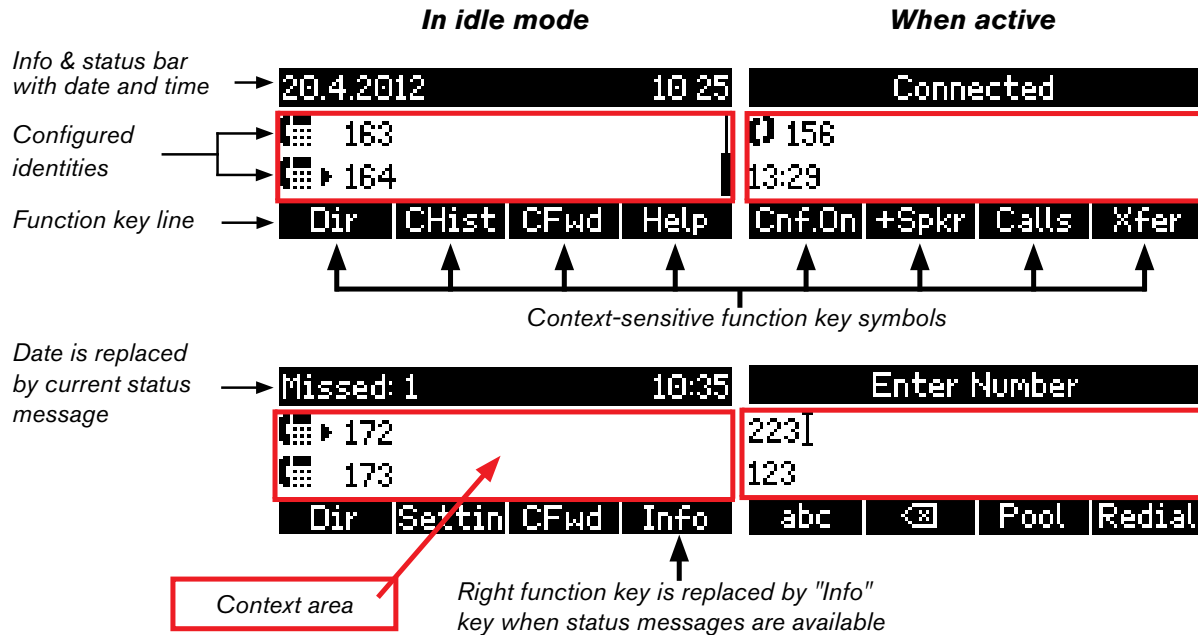 In idle mode When active
Info & status bar
with date and time
20.4.2012 10 25 Connected
Configured
identities
163
164
156
13:29
Function key line
Dir CHist CFwd Help Cnf.On +Spkr Calls Xfer
Context-sensitive function key symbols
Date is replaced
by current status
message
Missed: 1 10:35 Enter Number
172
173
223
123
Dir Settin CFwd Info abc Pool Redial
Context area
Right function key is replaced by "Info"
key when status messages are available